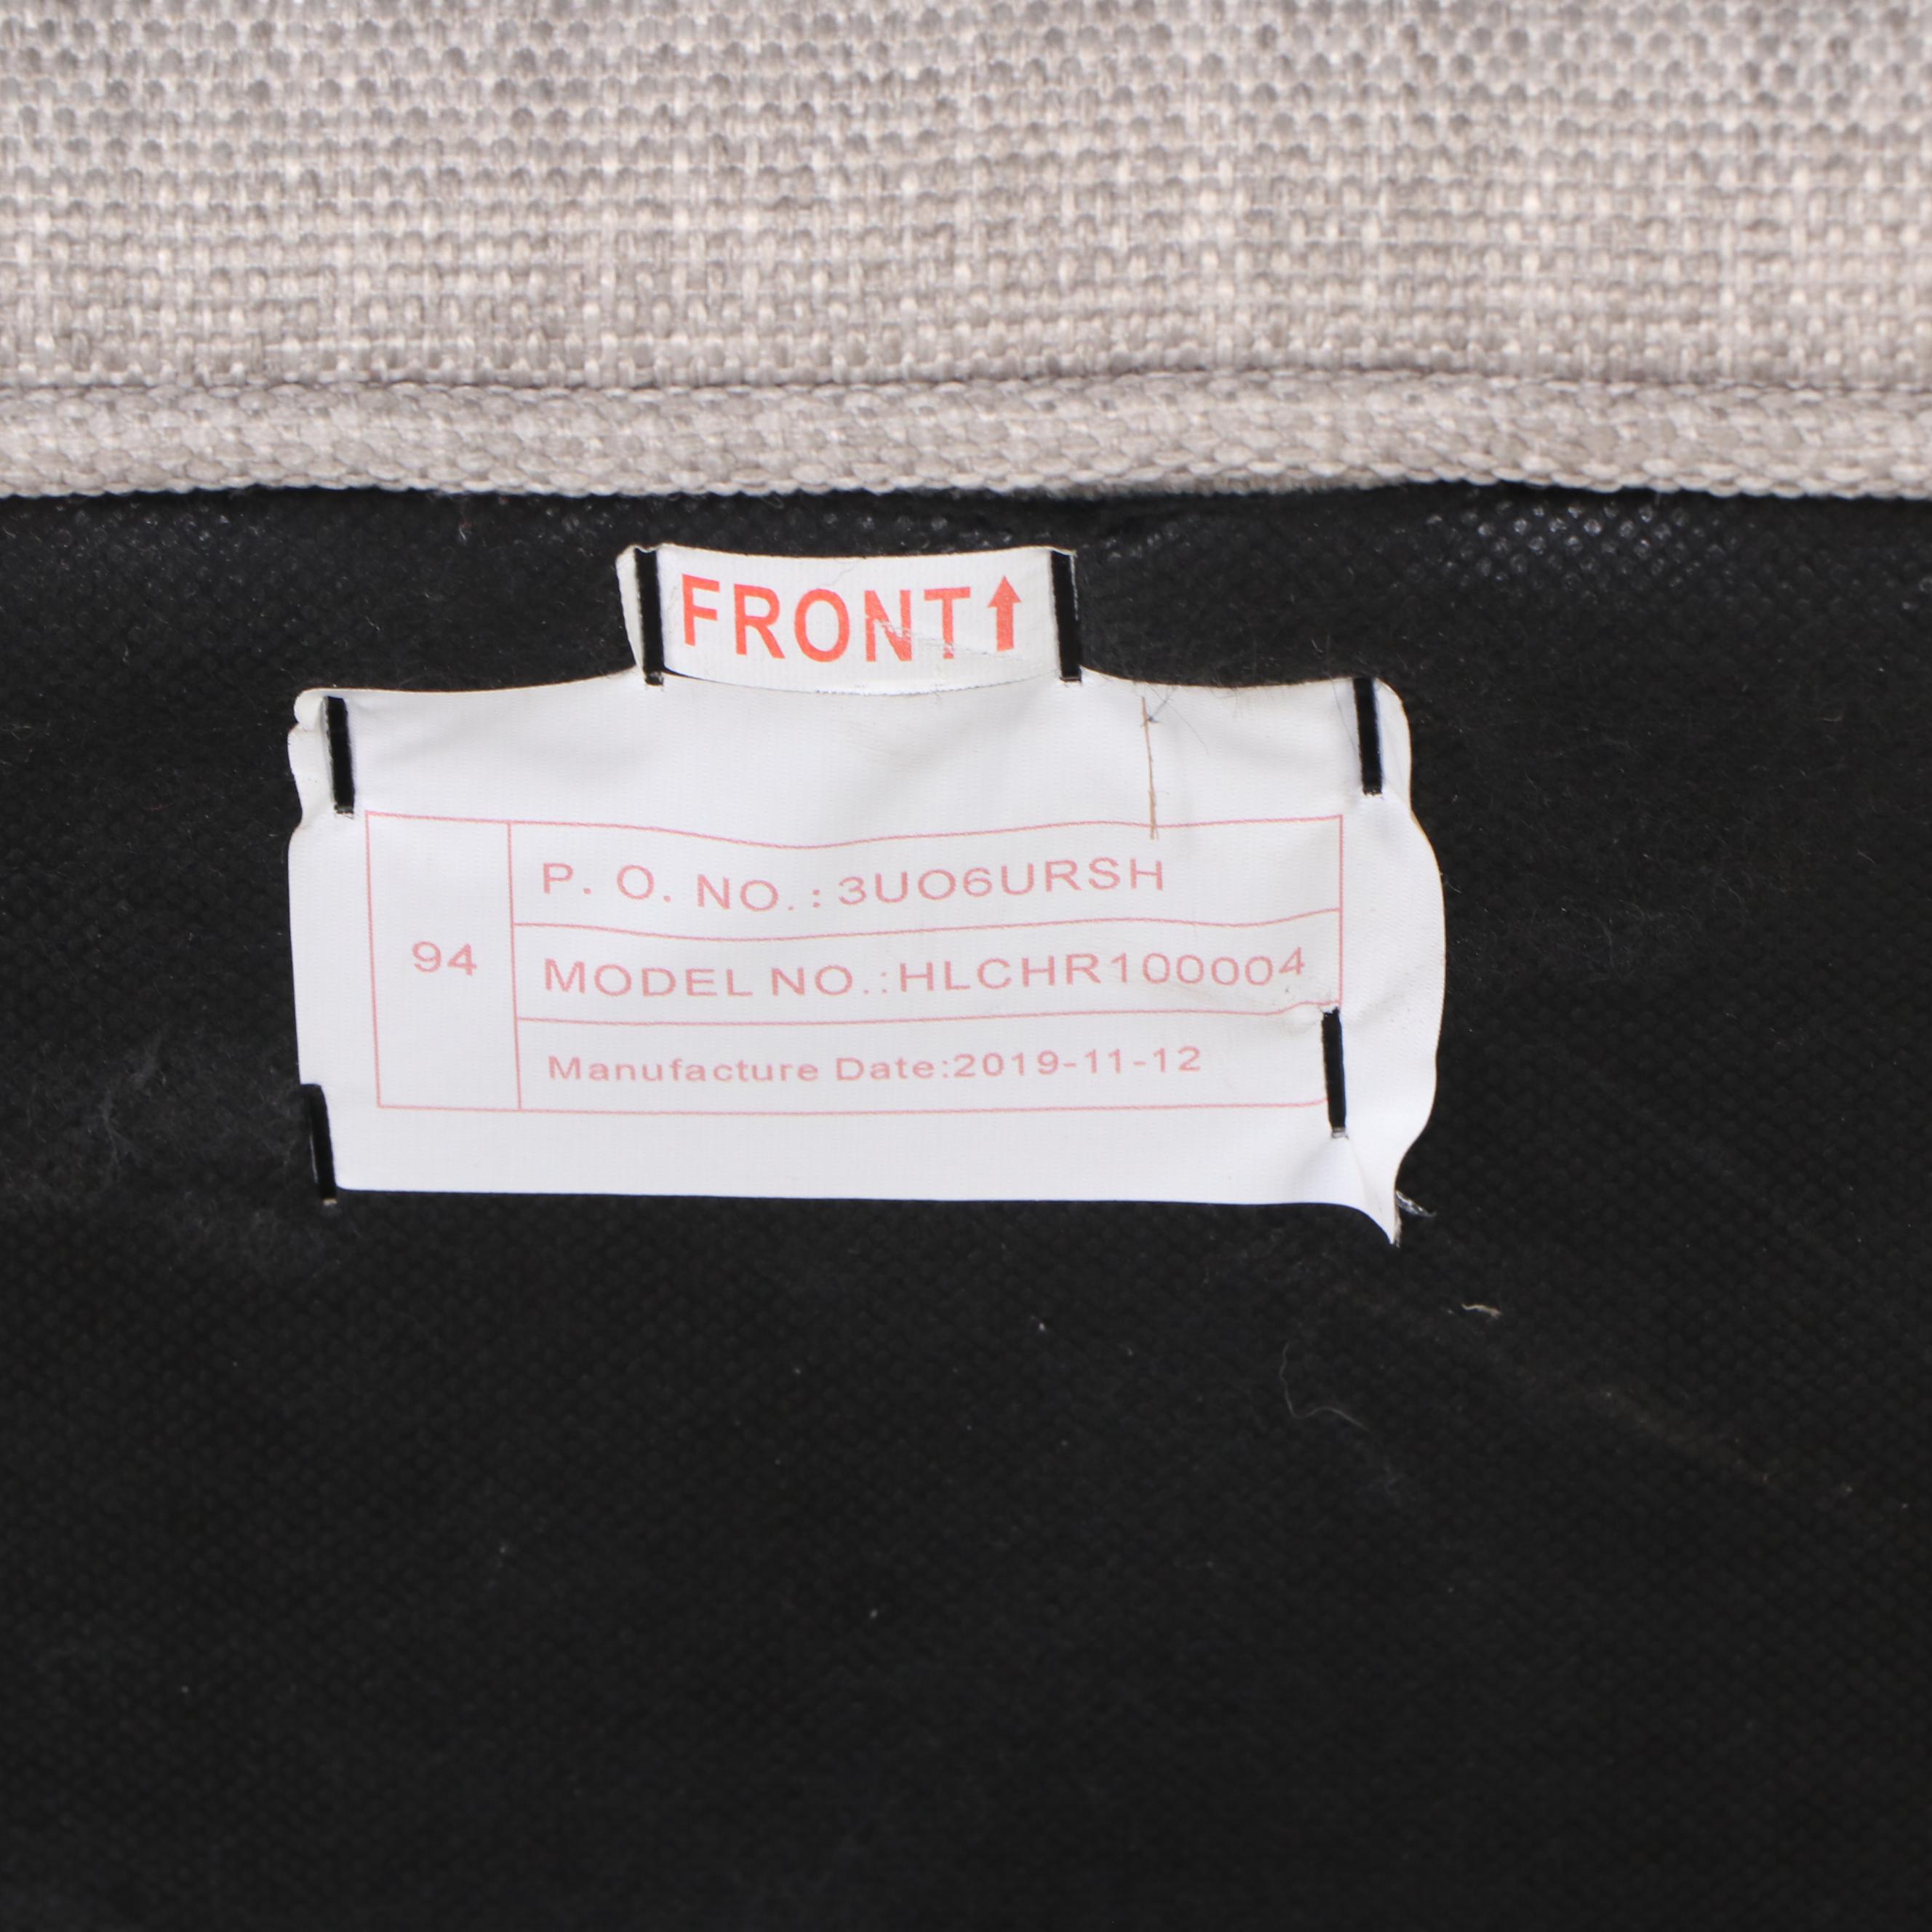 FRONT↑
94
P. O. NO.:3UO6URSH
MODEL NO.:HLCHR100004
Manufacture Date:2019-11-12